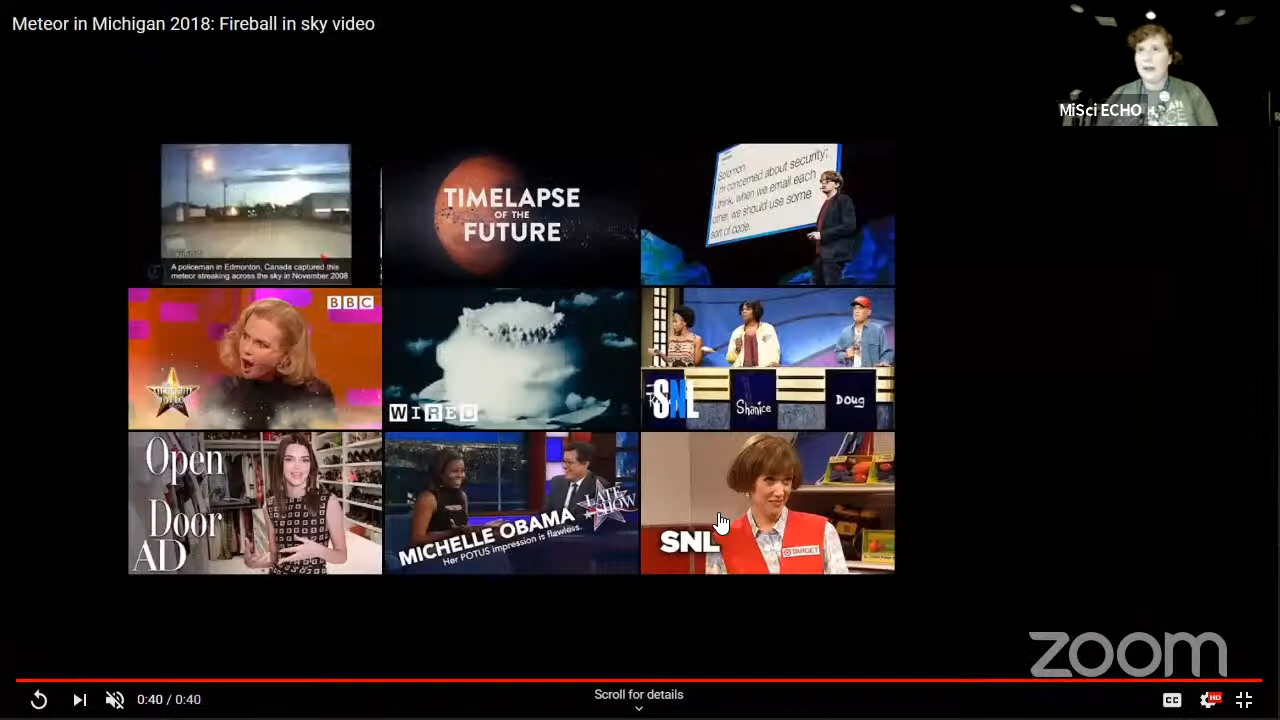 Meteor in Michigan 2018: Fireball in sky video
MiSci ECHO
A policeman in Edmonton, Canada captured this
meteor streaking across the sky in November 2008
TIMELAPSE
OF THE
FUTURE
Solomon
I'm concerned about security;
I think, when we email each
other, we should use some
sort of code.
BBC
WIRED
SNL
Shanice
Doug
Open
Door
AD
MICHELLE OBAMA
Her POTUS impression is flawless.
LATE
SHOW
SNL
TARGET
zoom
0:40 / 0:40
Scroll for details
CC
HD